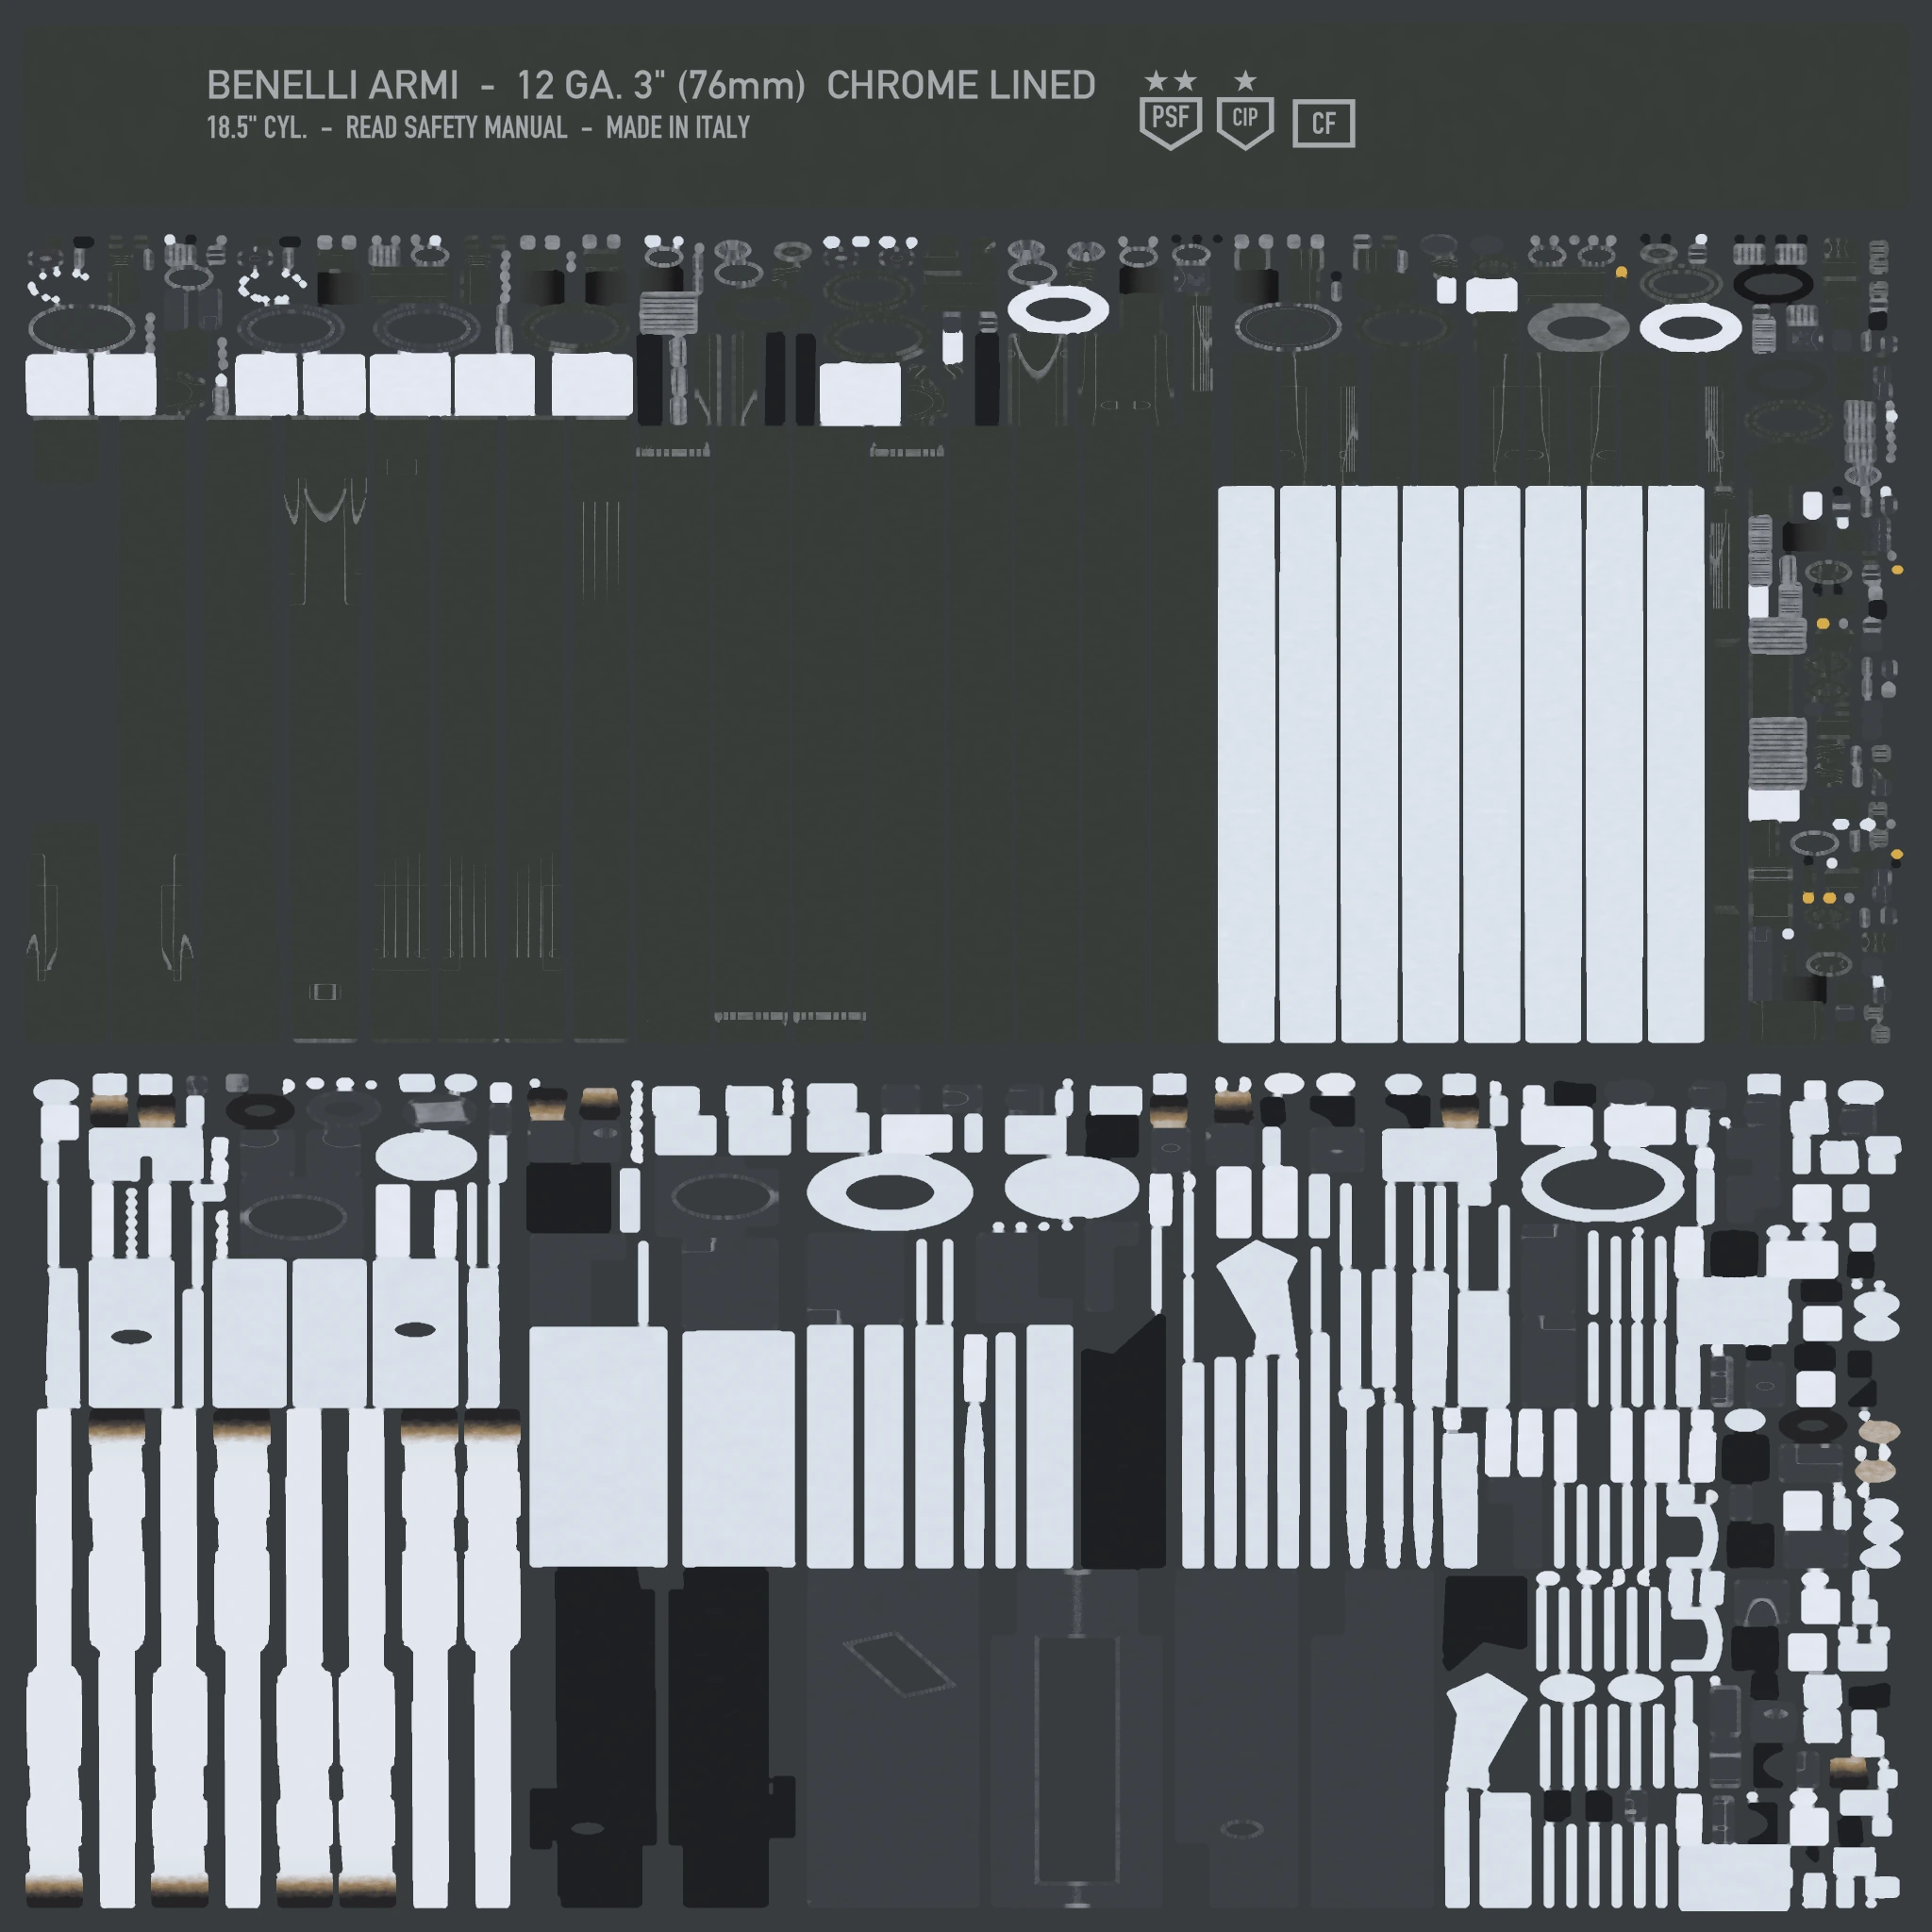 BENELLI ARMI - 12 GA. 3" (76mm) CHROME LINED
18.5" CYL. - READ SAFETY MANUAL - MADE IN ITALY
PSF CIP CF